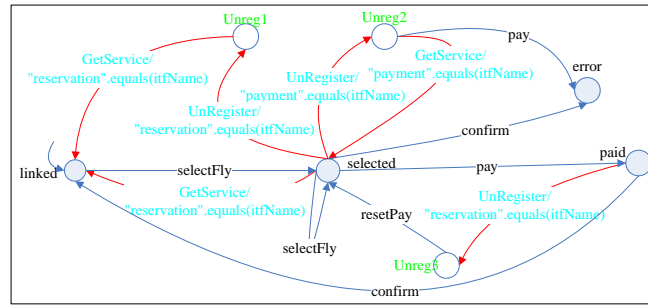 Unreg1
Unreg2
pay
GetService/
"reservation".equals(itfName)
GetService/
"payment".equals(itfName)
error
UnRegister/
"payment".equals(itfName)
UnRegister/
"reservation".equals(itfName)
confirm
linked
selectFly
selected
pay
paid
GetService/
"reservation".equals(itfName)
UnRegister/
"reservation".equals(itfName)
resetPay
selectFly
Unreg3
confirm